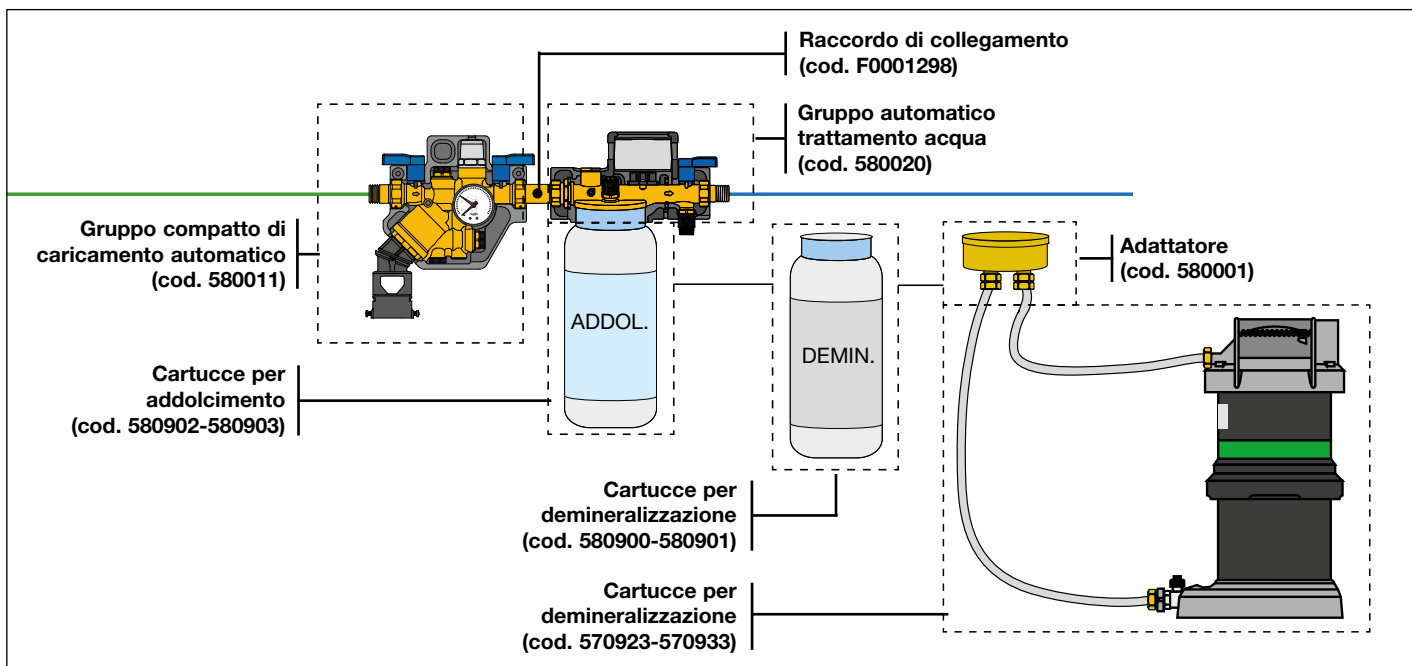 Raccordo di collegamento
(cod. F0001298)
Gruppo automatico
trattamento acqua
(cod. 580020)
Gruppo compatto di
caricamento automatico
(cod. 580011)
Adattatore
(cod. 580001)
ADDOL.
DEMIN.
Cartucce per
addolcimento
(cod. 580902-580903)
Cartucce per
demineralizzazione
(cod. 580900-580901)
Cartucce per
demineralizzazione
(cod. 570923-570933)